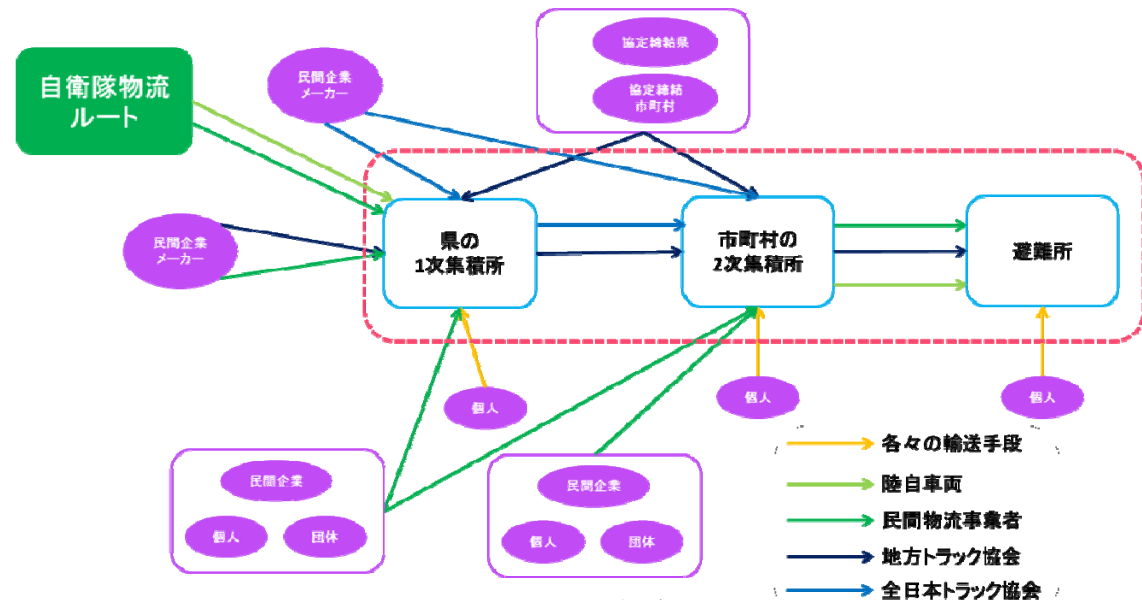 協定締結県
民間企業
メーカー
自衛隊物流
ルート
協定締結
市町村
県の
1次集積所
市町村の
2次集積所
避難所
民間企業
メーカー
個人
個人
個人
各々の輸送手段
民間企業
個人
団体
民間企業
個人
団体
陸自車両
民間物流事業者
地方トラック協会
全日本トラック協会